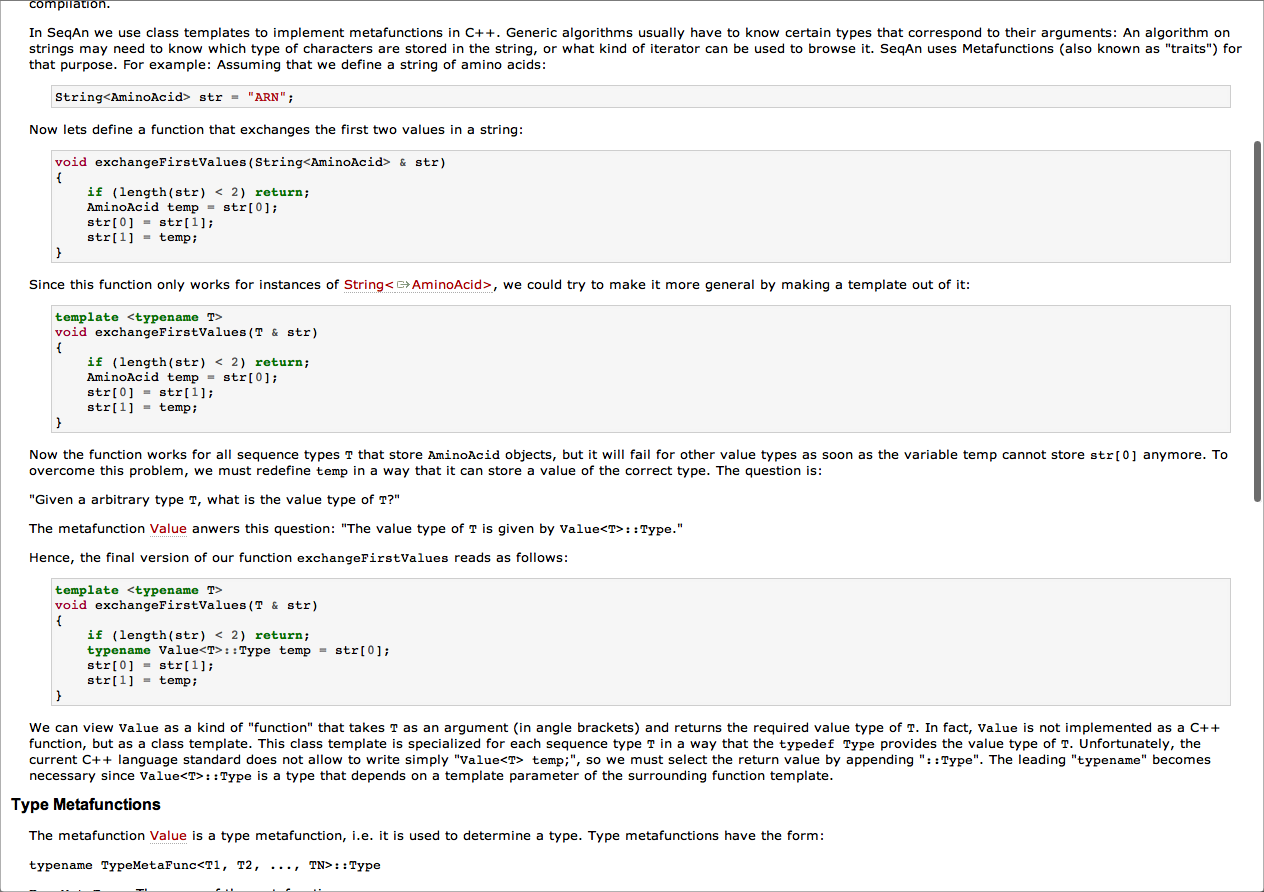 compilation.
In SeqAn we use class templates to implement metafunctions in C++. Generic algorithms usually have to know certain types that correspond to their arguments: An algorithm on
strings may need to know which type of characters are stored in the string, or what kind of iterator can be used to browse it. SeqAn uses Metafunctions (also known as "traits") for
that purpose. For example: Assuming that we define a string of amino acids:
String<AminoAcid> str = "ARN";
Now lets define a function that exchanges the first two values in a string:
void exchangeFirstValues(String<AminoAcid> & str)
{
    if (length(str) < 2) return;
    AminoAcid temp = str[0];
    str[0] = str[1];
    str[1] = temp;
}
Since this function only works for instances of String<AminoAcid>, we could try to make it more general by making a template out of it:
template <typename T>
void exchangeFirstValues(T & str)
{
    if (length(str) < 2) return;
    AminoAcid temp = str[0];
    str[0] = str[1];
    str[1] = temp;
}
Now the function works for all sequence types T that store AminoAcid objects, but it will fail for other value types as soon as the variable temp cannot store str[0] anymore. To
overcome this problem, we must redefine temp in a way that it can store a value of the correct type. The question is:
"Given a arbitrary type T, what is the value type of T?"
The metafunction Value anwers this question: "The value type of T is given by Value<T>::Type."
Hence, the final version of our function exchangeFirstValues reads as follows:
template <typename T>
void exchangeFirstValues(T & str)
{
    if (length(str) < 2) return;
    typename Value<T>::Type temp = str[0];
    str[0] = str[1];
    str[1] = temp;
}
We can view Value as a kind of "function" that takes T as an argument (in angle brackets) and returns the required value type of T. In fact, Value is not implemented as a C++
function, but as a class template. This class template is specialized for each sequence type T in a way that the typedef Type provides the value type of T. Unfortunately, the
current C++ language standard does not allow to write simply "Value<T> temp;", so we must select the return value by appending "::Type". The leading "typename" becomes
necessary since Value<T>::Type is a type that depends on a template parameter of the surrounding function template.
Type Metafunctions
The metafunction Value is a type metafunction, i.e. it is used to determine a type. Type metafunctions have the form:
typename TypeMetaFunc<T1, T2, ..., TN>::Type